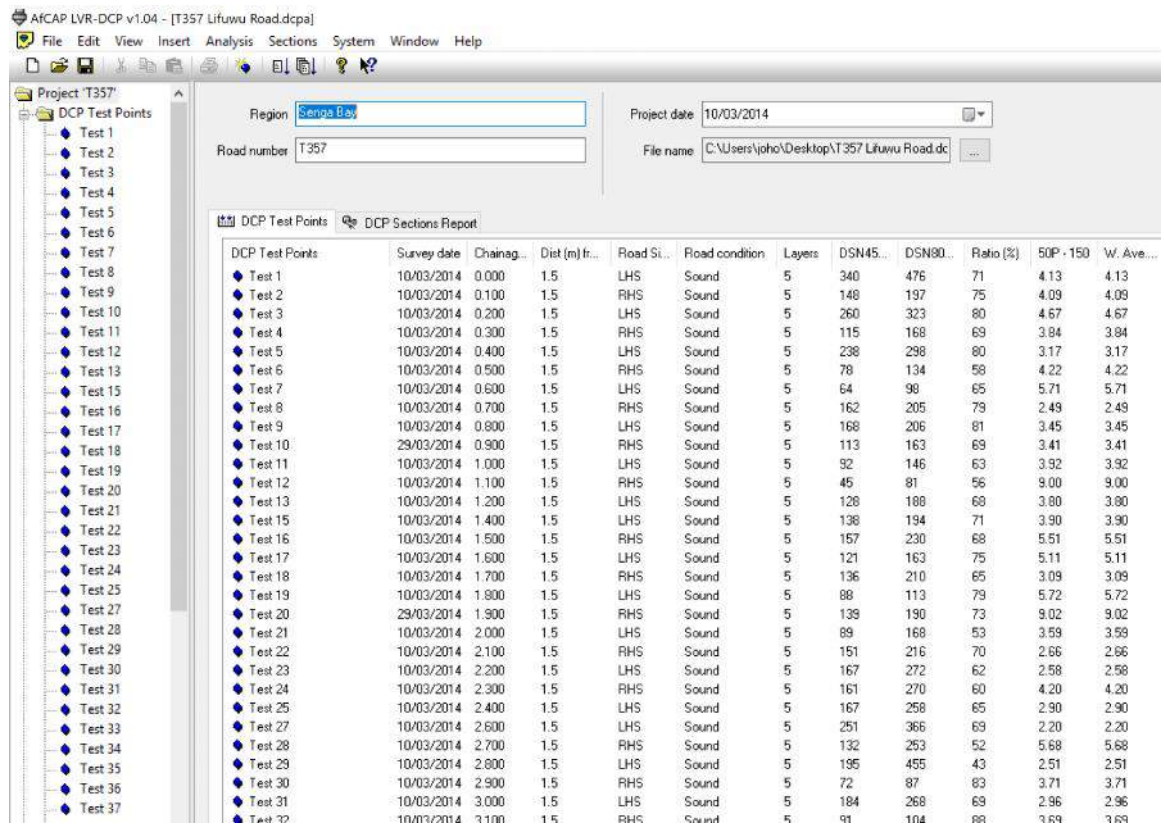 AfCAP LVR-DCP v1.04 - [T357 Lifuwu Road.dcpa]
File Edit View Insert Analysis Sections System Window Help
Project 'T357'
DCP Test Points
Test 1
Test 2
Test 3
Test 4
Test 5
Test 6
Test 7
Test 8
Test 9
Test 10
Test 11
Test 12
Test 13
Test 15
Test 16
Test 17
Test 18
Test 19
Test 20
Test 21
Test 22
Test 23
Test 24
Test 25
Test 27
Test 28
Test 29
Test 30
Test 31
Test 32
Test 33
Test 34
Test 35
Test 36
Test 37
Region Senga Bay Project date 10/03/2014
Road number T357 File name C:\Users\joho\Desktop\T357 Lifuwu Road.dc ...
DCP Test Points DCP Sections Report
DCP Test Points Survey date Chainag... Dist (m) fr... Road Si... Road condition Layers DSN45... DSN80... Ratio (%) 50P - 150 W. Ave....
Test 1 10/03/2014 0.000 1.5 LHS Sound 5 340 476 71 4.13 4.13
Test 2 10/03/2014 0.100 1.5 RHS Sound 5 148 197 75 4.09 4.09
Test 3 10/03/2014 0.200 1.5 LHS Sound 5 260 323 80 4.67 4.67
Test 4 10/03/2014 0.300 1.5 RHS Sound 5 115 168 69 3.84 3.84
Test 5 10/03/2014 0.400 1.5 LHS Sound 5 238 298 80 3.17 3.17
Test 6 10/03/2014 0.500 1.5 RHS Sound 5 78 134 58 4.22 4.22
Test 7 10/03/2014 0.600 1.5 LHS Sound 5 64 98 65 5.71 5.71
Test 8 10/03/2014 0.700 1.5 RHS Sound 5 162 205 79 2.49 2.49
Test 9 10/03/2014 0.800 1.5 LHS Sound 5 168 206 81 3.45 3.45
Test 10 29/03/2014 0.900 1.5 RHS Sound 5 113 163 69 3.41 3.41
Test 11 10/03/2014 1.000 1.5 LHS Sound 5 92 146 63 3.92 3.92
Test 12 10/03/2014 1.100 1.5 RHS Sound 5 45 81 56 9.00 9.00
Test 13 10/03/2014 1.200 1.5 LHS Sound 5 128 188 68 3.80 3.80
Test 15 10/03/2014 1.400 1.5 LHS Sound 5 138 194 71 3.90 3.90
Test 16 10/03/2014 1.500 1.5 RHS Sound 5 157 230 68 5.51 5.51
Test 17 10/03/2014 1.600 1.5 LHS Sound 5 121 163 75 5.11 5.11
Test 18 10/03/2014 1.700 1.5 RHS Sound 5 136 210 65 3.09 3.09
Test 19 10/03/2014 1.800 1.5 LHS Sound 5 88 113 79 5.72 5.72
Test 20 29/03/2014 1.900 1.5 RHS Sound 5 139 190 73 9.02 9.02
Test 21 10/03/2014 2.000 1.5 LHS Sound 5 89 168 53 3.59 3.59
Test 22 10/03/2014 2.100 1.5 RHS Sound 5 151 216 70 2.66 2.66
Test 23 10/03/2014 2.200 1.5 LHS Sound 5 167 272 62 2.58 2.58
Test 24 10/03/2014 2.300 1.5 RHS Sound 5 161 270 60 4.20 4.20
Test 25 10/03/2014 2.400 1.5 LHS Sound 5 167 258 65 2.90 2.90
Test 27 10/03/2014 2.600 1.5 LHS Sound 5 251 366 69 2.20 2.20
Test 28 10/03/2014 2.700 1.5 RHS Sound 5 132 253 52 5.68 5.68
Test 29 10/03/2014 2.800 1.5 LHS Sound 5 195 455 43 2.51 2.51
Test 30 10/03/2014 2.900 1.5 RHS Sound 5 72 87 83 3.71 3.71
Test 31 10/03/2014 3.000 1.5 LHS Sound 5 184 268 69 2.96 2.96
Test 32 10/03/2014 3.100 1.5 RHS Sound 5 91 104 88 3.69 3.69